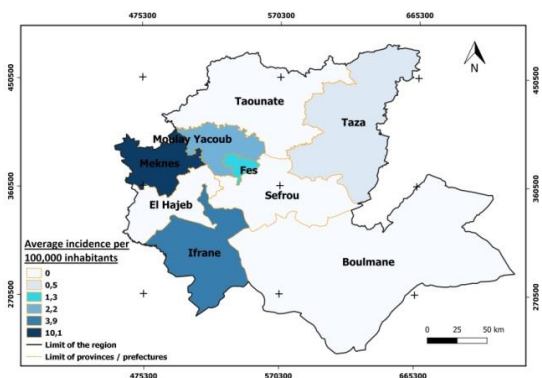 475300 570300 665300
450500 450500
360500 360500
270500 270500
N
Taounate
Taza
Moulay Yacoub
Meknes
Fes
El Hajeb
Sefrou
Ifrane
Boulmane
Average incidence per
100,000 inhabitants
0
0,5
1,3
2,2
3,9
10,1
Limit of the region
Limit of provinces / prefectures
0 25 50 km
475300 570300 665300